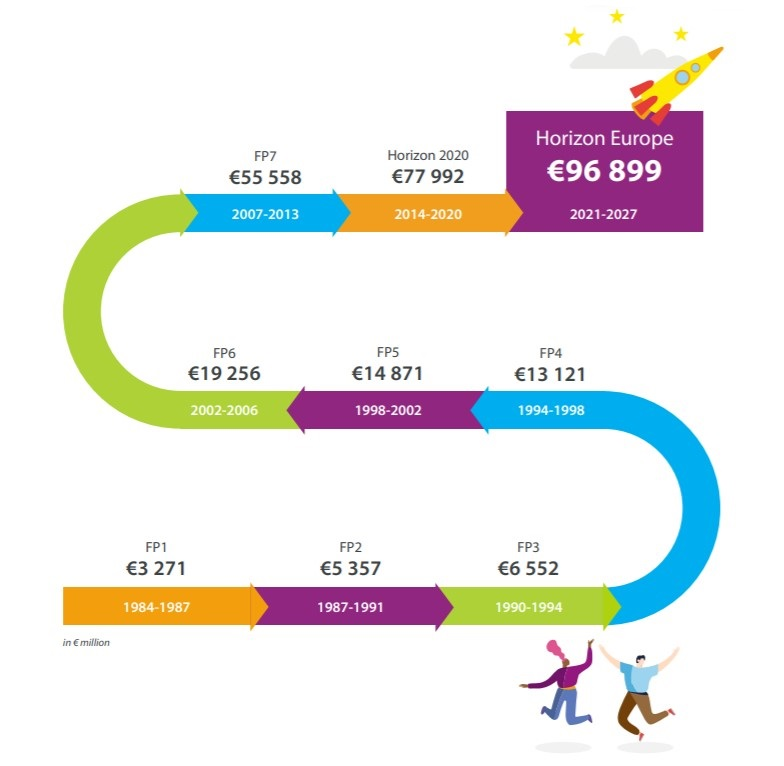 Horizon Europe
€96 899
2021-2027
FP7
€55 558
2007-2013
Horizon 2020
€77 992
2014-2020
FP6
€19 256
2002-2006
FP5
€14 871
1998-2002
FP4
€13 121
1994-1998
FP1
€3 271
1984-1987
FP2
€5 357
1987-1991
FP3
€6 552
1990-1994
in € million